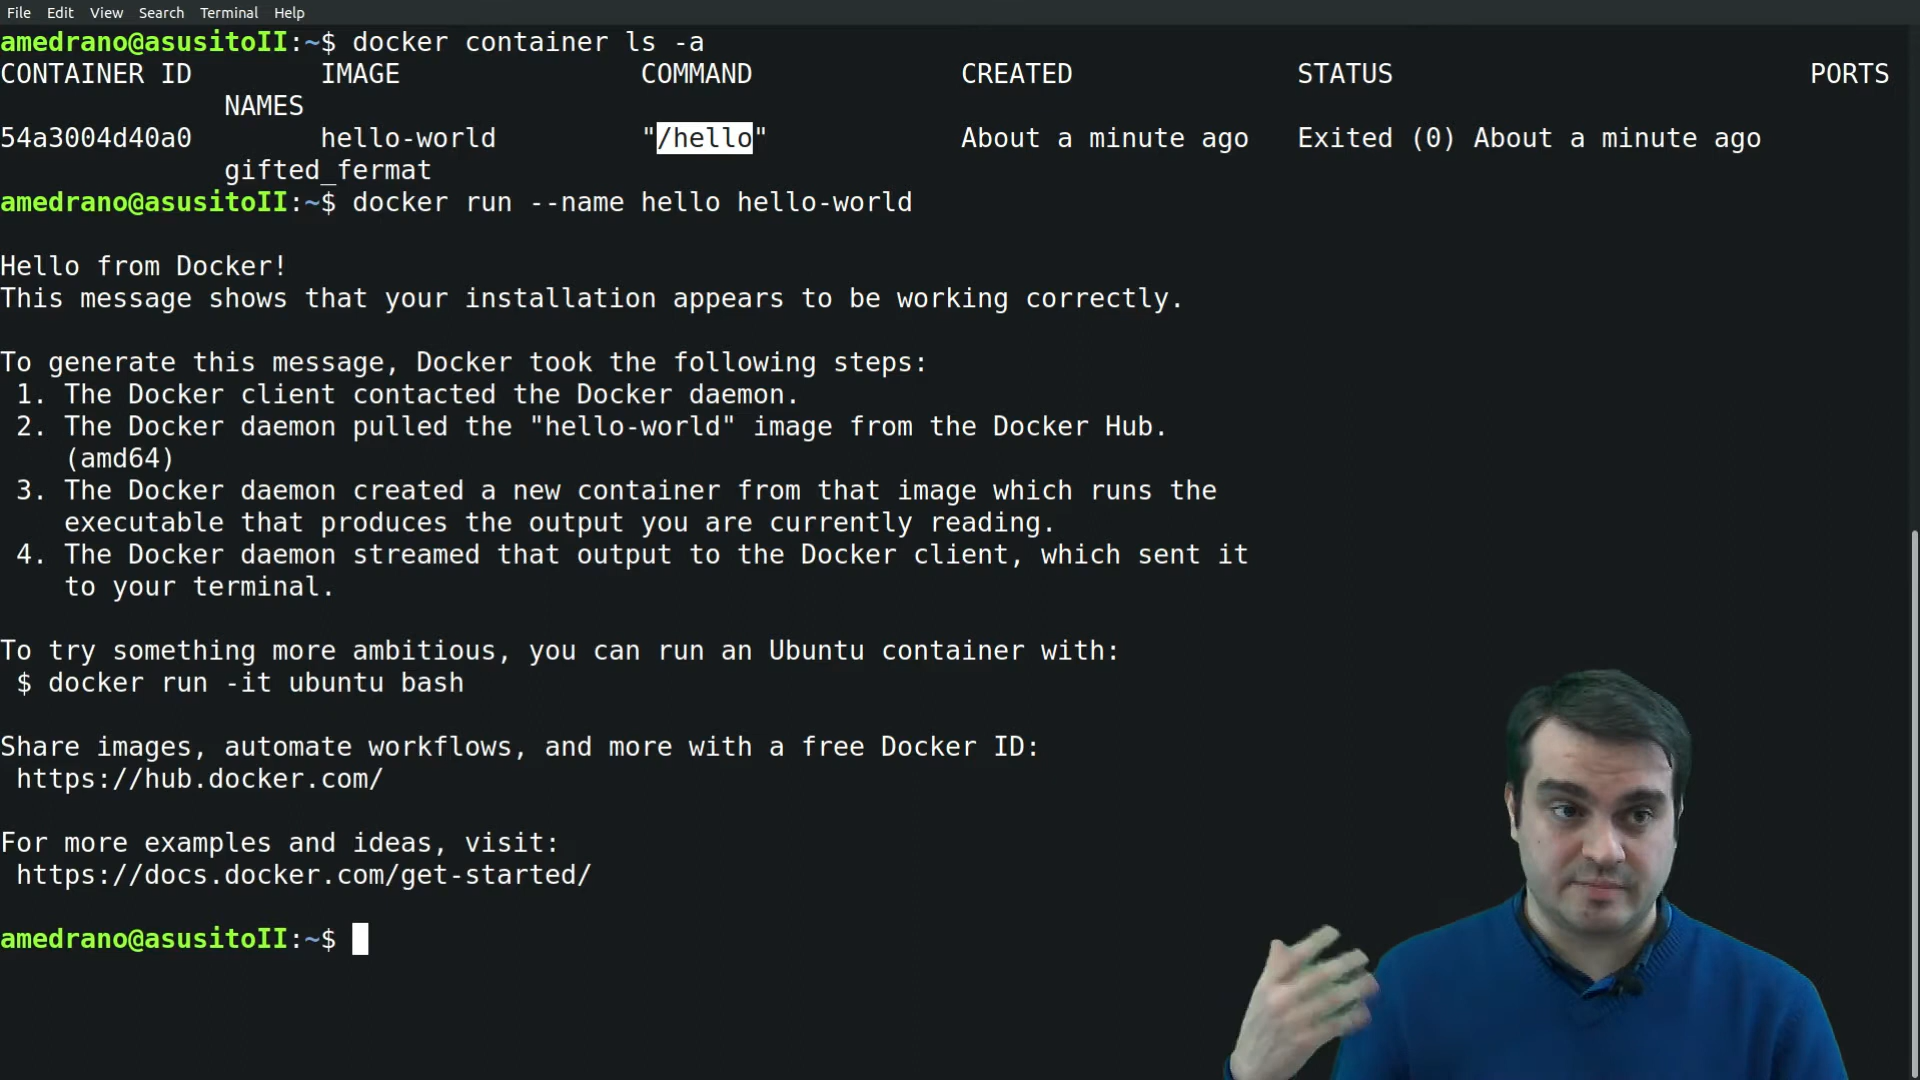 File Edit View Search Terminal Help
amedrano@asusitoII:~$ docker container ls -a
CONTAINER ID IMAGE COMMAND CREATED STATUS PORTS
NAMES
54a3004d40a0 hello-world "/hello" About a minute ago Exited (0) About a minute ago
gifted_fermat
amedrano@asusitoII:~$ docker run --name hello hello-world
Hello from Docker!
This message shows that your installation appears to be working correctly.
To generate this message, Docker took the following steps:
1. The Docker client contacted the Docker daemon.
2. The Docker daemon pulled the "hello-world" image from the Docker Hub.
(amd64)
3. The Docker daemon created a new container from that image which runs the
executable that produces the output you are currently reading.
4. The Docker daemon streamed that output to the Docker client, which sent it
to your terminal.
To try something more ambitious, you can run an Ubuntu container with:
$ docker run -it ubuntu bash
Share images, automate workflows, and more with a free Docker ID:
https://hub.docker.com/
For more examples and ideas, visit:
https://docs.docker.com/get-started/
amedrano@asusitoII:~$